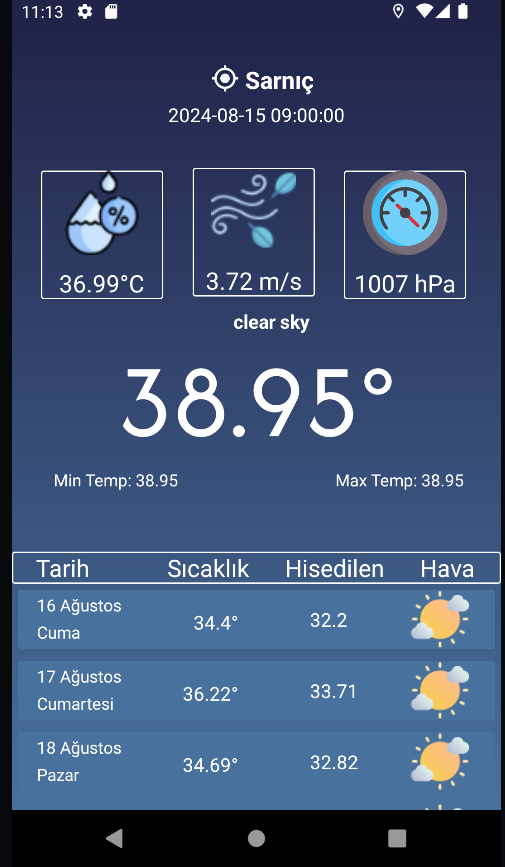 11:13
Sarnıç
2024-08-15 09:00:00
%
36.99°C 3.72 m/s 1007 hPa
clear sky
38.95°
Min Temp: 38.95 Max Temp: 38.95
Tarih Sıcaklık Hisedilen Hava
16 Ağustos
Cuma 34.4° 32.2
17 Ağustos
Cumartesi 36.22° 33.71
18 Ağustos
Pazar 34.69° 32.82